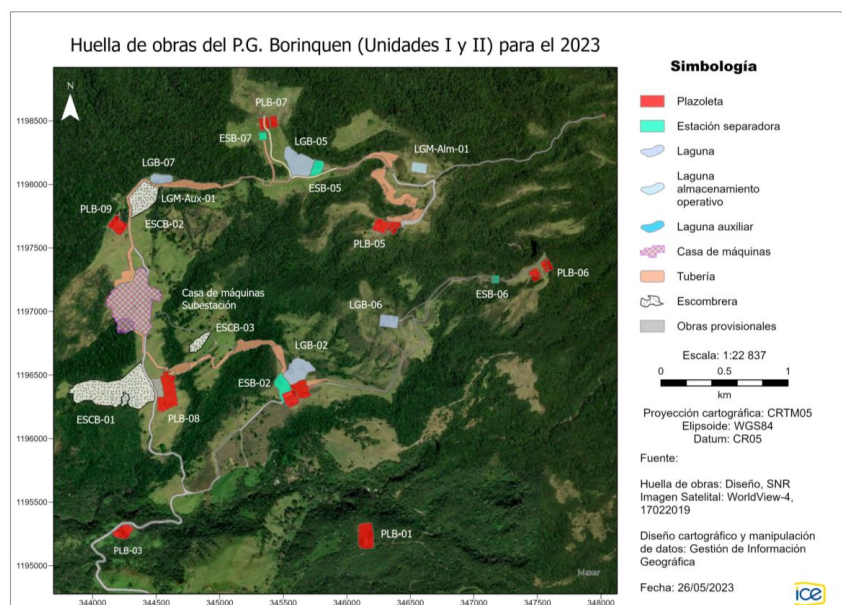 Huella de obras del P.G. Borinquen (Unidades I y II) para el 2023
N
PLB-07
ESB-07
LGB-05
LGM-Alm-01
LGB-07
ESB-05
LGM-Aux-01
PLB-09
ESCB-02
PLB-05
PLB-06
ESB-06
Casa de máquinas
Subestación
LGB-06
ESCB-03
LGB-02
ESB-02
ESCB-01
PLB-08
PLB-03
PLB-01
Maxar
1198500
1198000
1197500
1197000
1196500
1196000
1195500
1195000
344000 344500 345000 345500 346000 346500 347000 347500 348000
Simbología
Plazoleta
Estación separadora
Laguna
Laguna
almacenamiento
operativo
Laguna auxiliar
Casa de máquinas
Tubería
Escombrera
Obras provisionales
Escala: 1:22 837
0 0.5 1
km
Proyección cartográfica: CRTM05
Elipsoide: WGS84
Datum: CR05
Fuente:
Huella de obras: Diseño, SNR
Imagen Satelital: WorldView-4,
17022019
Diseño cartográfico y manipulación
de datos: Gestión de Información
Geográfica
Fecha: 26/05/2023
ice